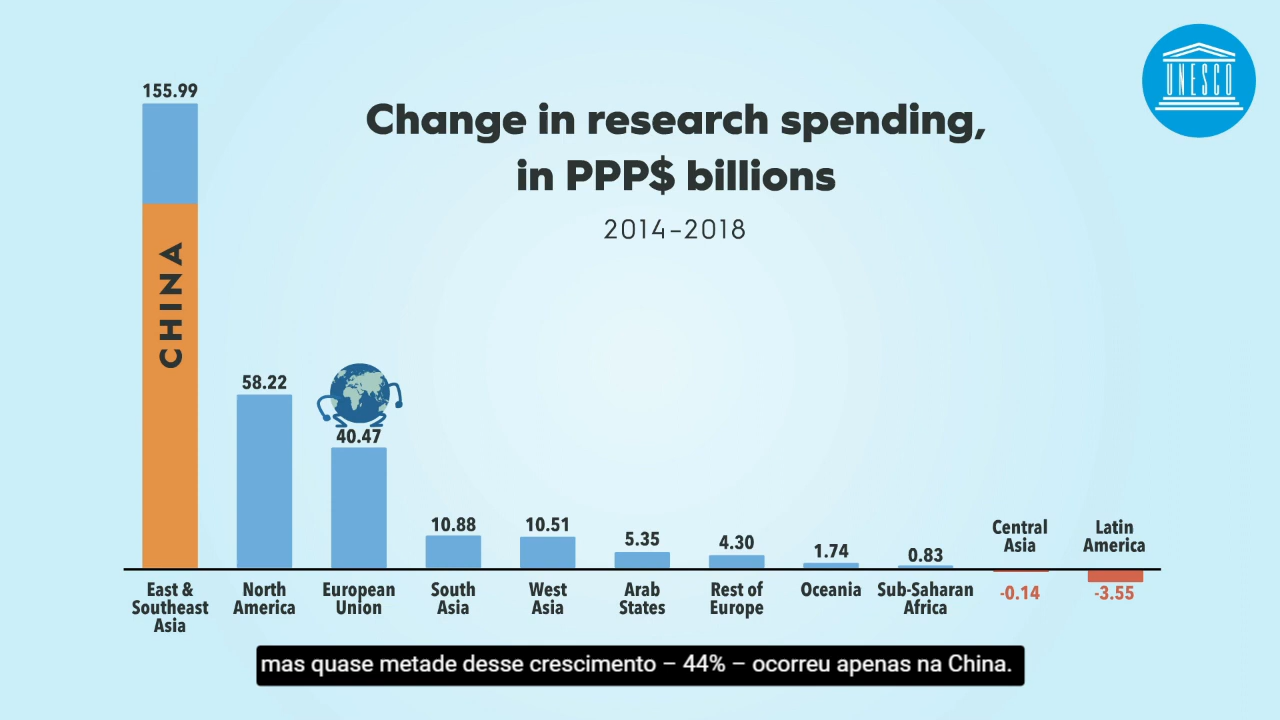 UNESCO
Change in research spending,
in PPP$ billions
2014–2018
155.99
CHINA
58.22
40.47
10.88
10.51
5.35
4.30
1.74
0.83
-0.14
-3.55
East &
Southeast
Asia
North
America
European
Union
South
Asia
West
Asia
Arab
States
Rest of
Europe
Oceania
Sub-Saharan
Africa
Central
Asia
Latin
America
mas quase metade desse crescimento – 44% – ocorreu apenas na China.